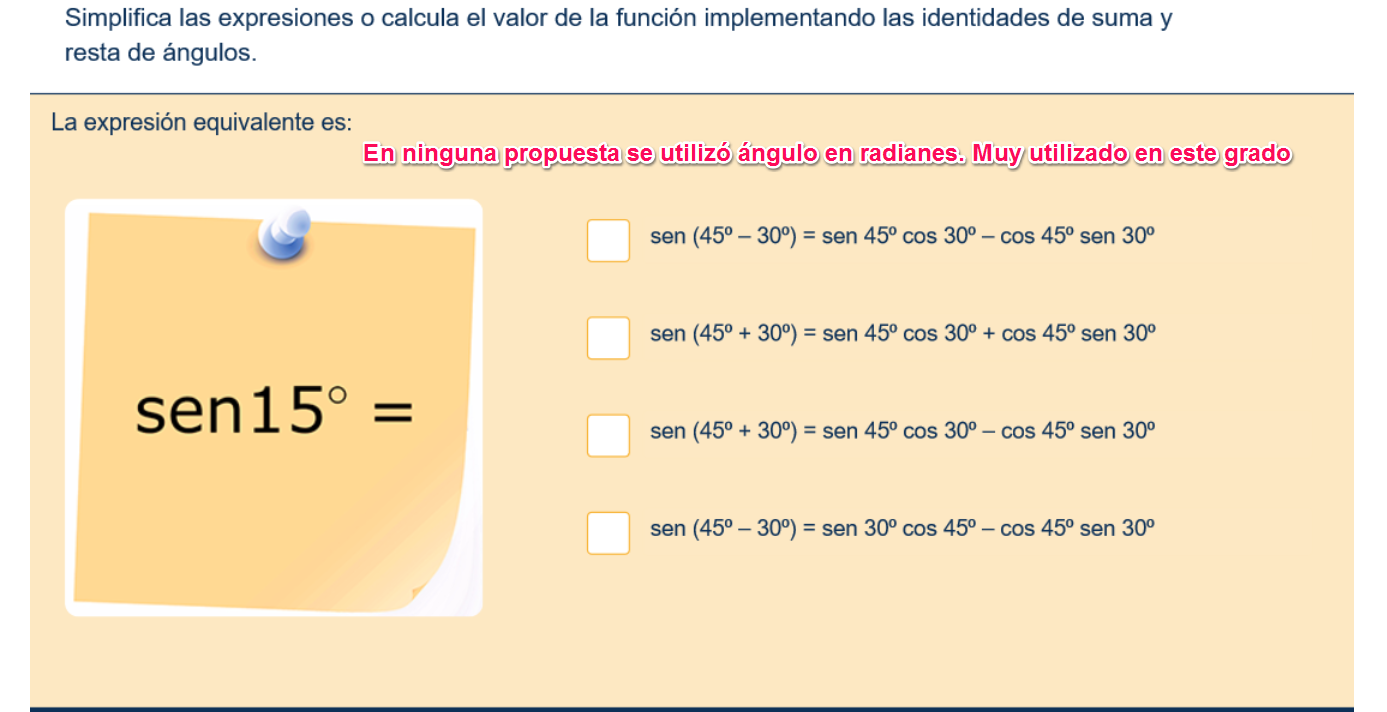 Simplifica las expresiones o calcula el valor de la función implementando las identidades de suma y
resta de ángulos.
La expresión equivalente es:
En ninguna propuesta se utilizó ángulo en radianes. Muy utilizado en este grado
sen15° =
sen (45º – 30º) = sen 45º cos 30º – cos 45º sen 30º
sen (45º + 30º) = sen 45º cos 30º + cos 45º sen 30º
sen (45º + 30º) = sen 45º cos 30º – cos 45º sen 30º
sen (45º – 30º) = sen 30º cos 45º – cos 45º sen 30º